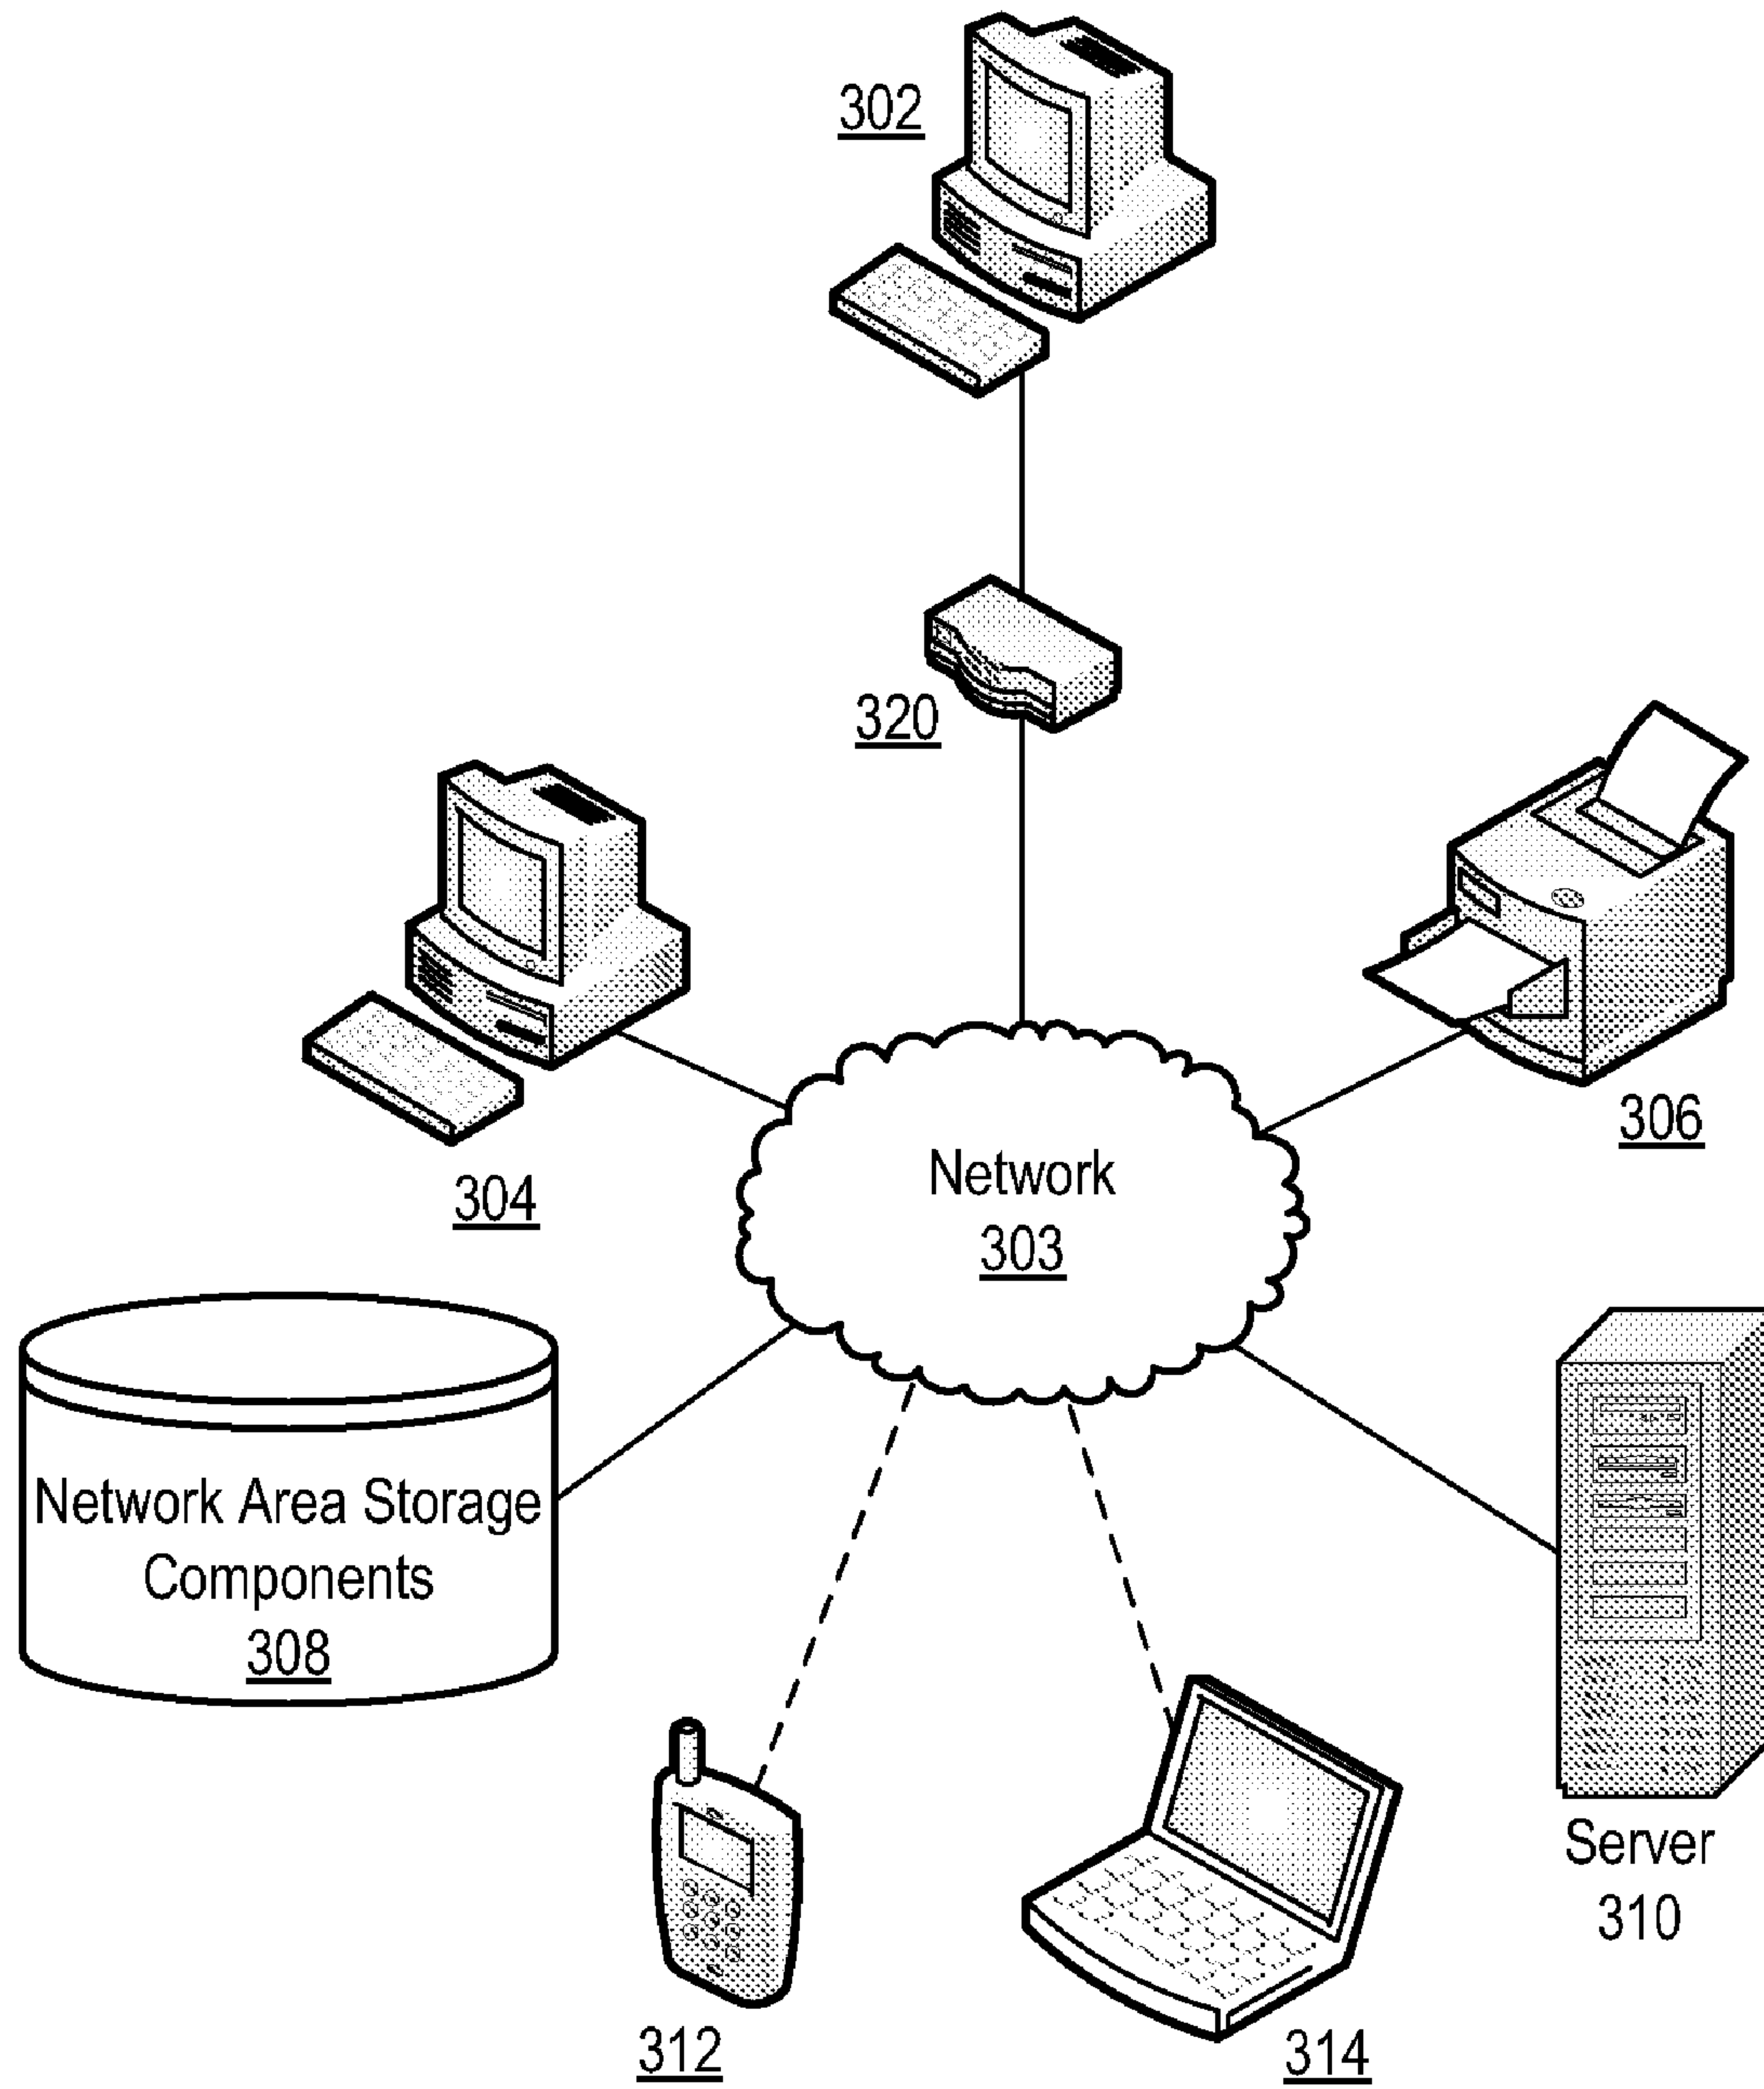 302
320
304
306
Network
303
Network Area Storage
Components
308
Server
310
312
314